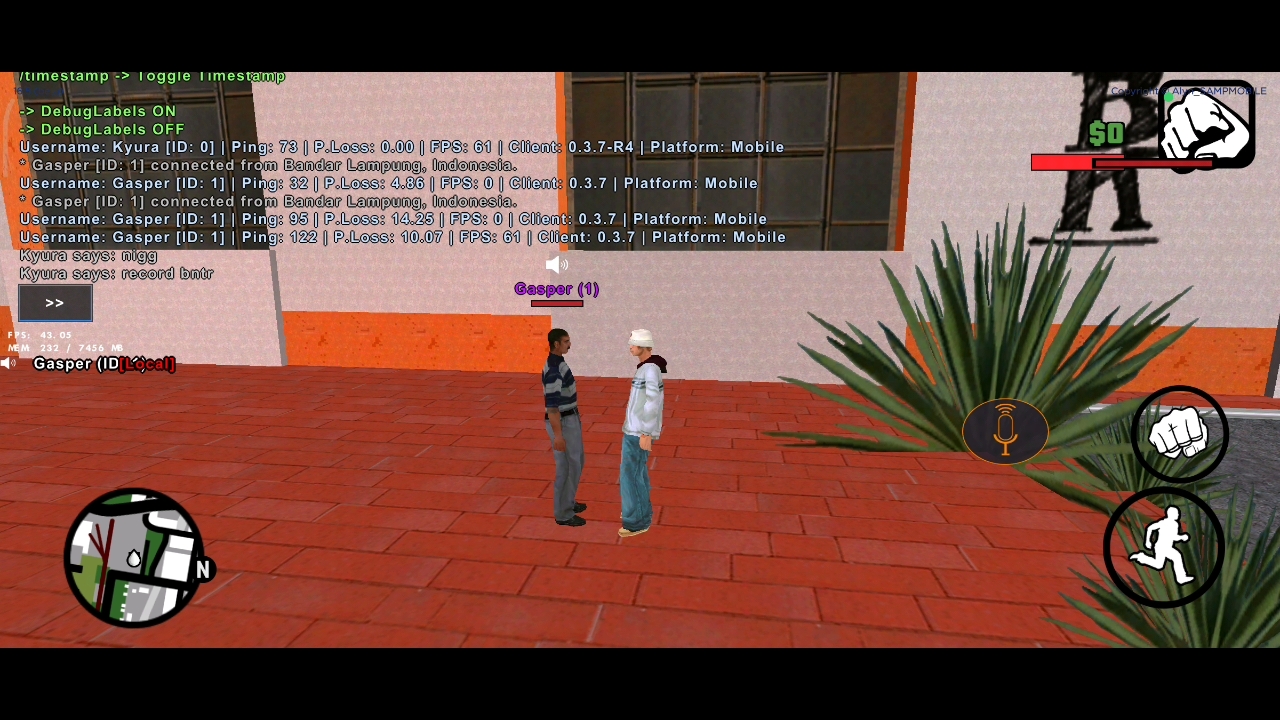 /timestamp -> Toggle Timestamp
-> DebugLabels ON
-> DebugLabels OFF
Username: Kyura [ID: 0] | Ping: 73 | P.Loss: 0.00 | FPS: 61 | Client: 0.3.7-R4 | Platform: Mobile
* Gasper [ID: 1] connected from Bandar Lampung, Indonesia.
Username: Gasper [ID: 1] | Ping: 32 | P.Loss: 4.86 | FPS: 0 | Client: 0.3.7 | Platform: Mobile
* Gasper [ID: 1] connected from Bandar Lampung, Indonesia.
Username: Gasper [ID: 1] | Ping: 95 | P.Loss: 14.25 | FPS: 0 | Client: 0.3.7 | Platform: Mobile
Username: Gasper [ID: 1] | Ping: 122 | P.Loss: 10.07 | FPS: 61 | Client: 0.3.7 | Platform: Mobile
Kyura says: nigg
Kyura says: record bntr
>>
FPS: 43.05
MEM 232 / 7456 MB
Gasper (ID[Local]
Gasper (1)
$0
N